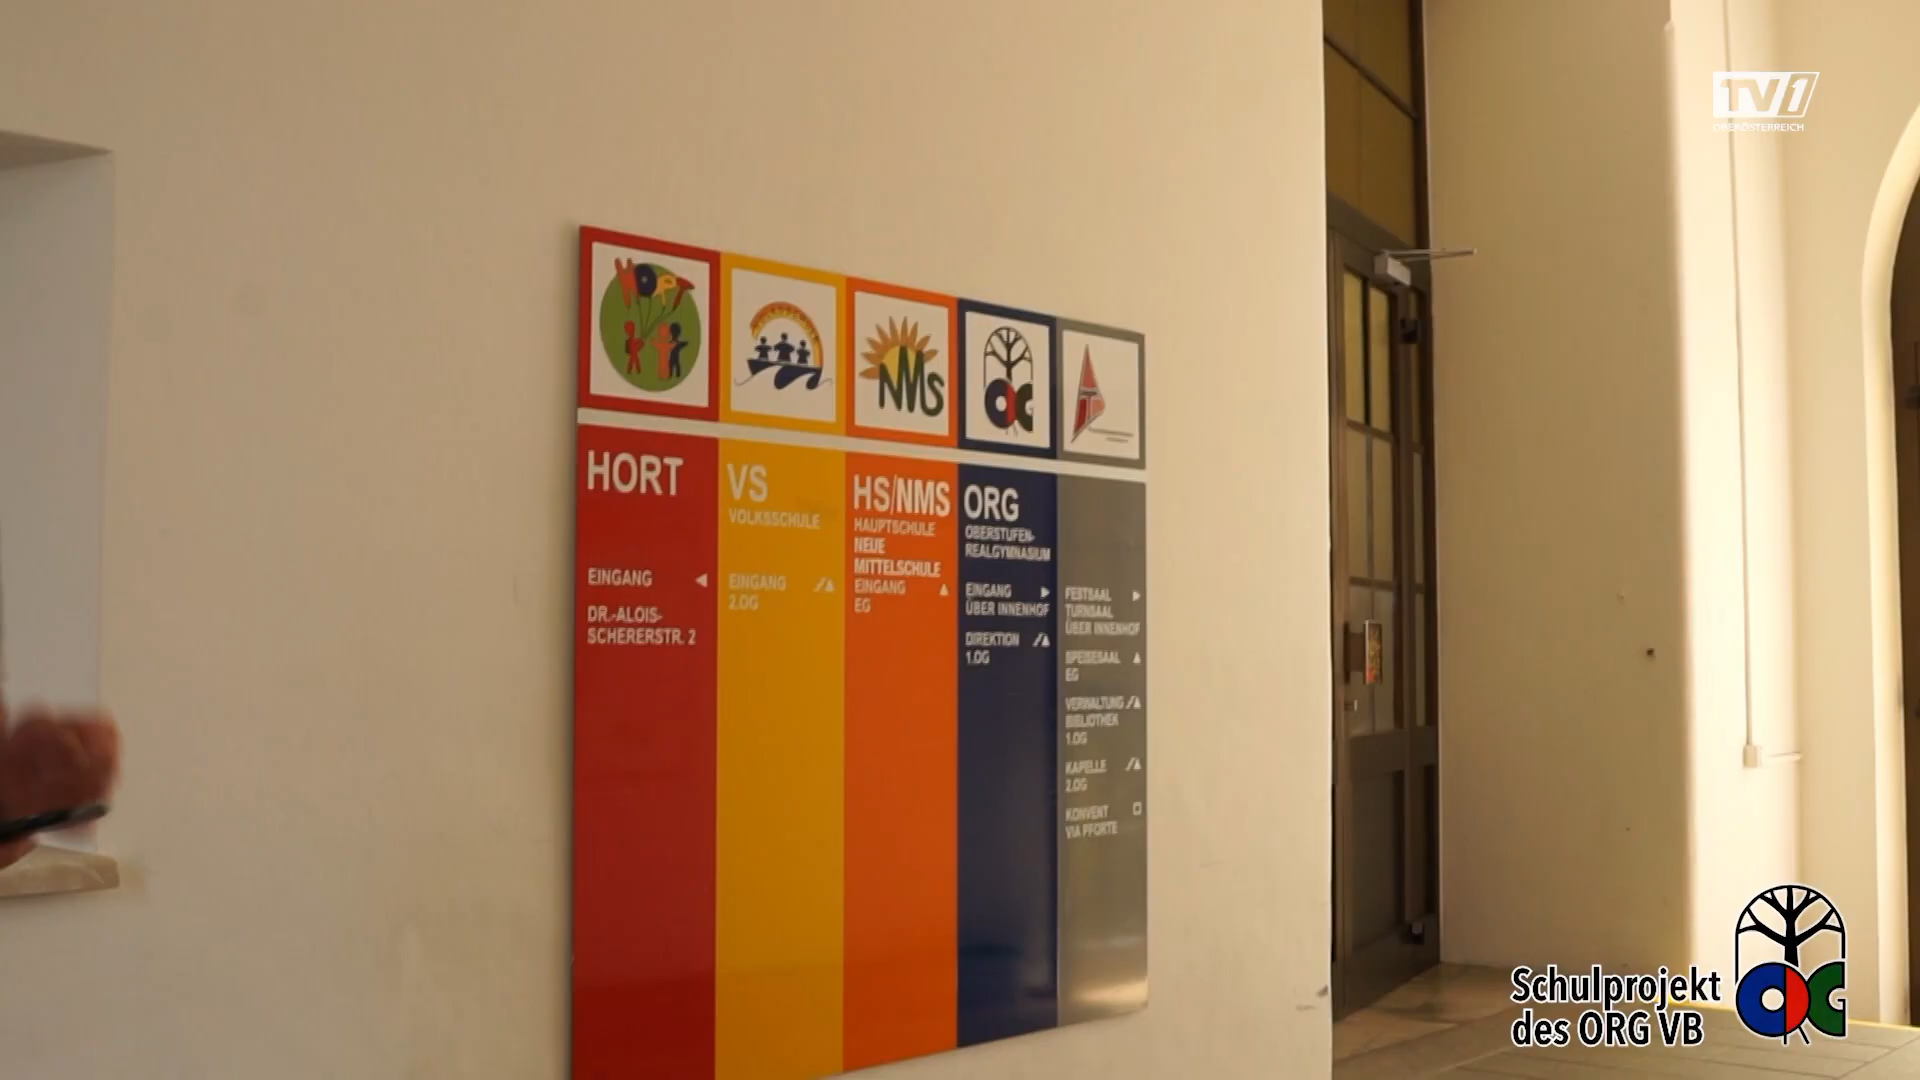 TV1
OBERÖSTERREICH
HORT
NMS
HORT
EINGANG
DR.-ALOIS-
SCHERERSTR. 2
VS
VOLKSSCHULE
EINGANG
2.OG
HS/NMS
HAUPTSCHULE
NEUE
MITTELSCHULE
EINGANG
EG
ORG
OBERSTUFEN-
REALGYMNASIUM
EINGANG
ÜBER INNENHOF
DIREKTION
1.OG
FESTSAAL
TURNSAAL
ÜBER INNENHOF
SPEISESAAL
EG
VERWALTUNG
BIBLIOTHEK
1.OG
KAPELLE
2.OG
KONVENT
VIA PFORTE
Schulprojekt
des ORG VB